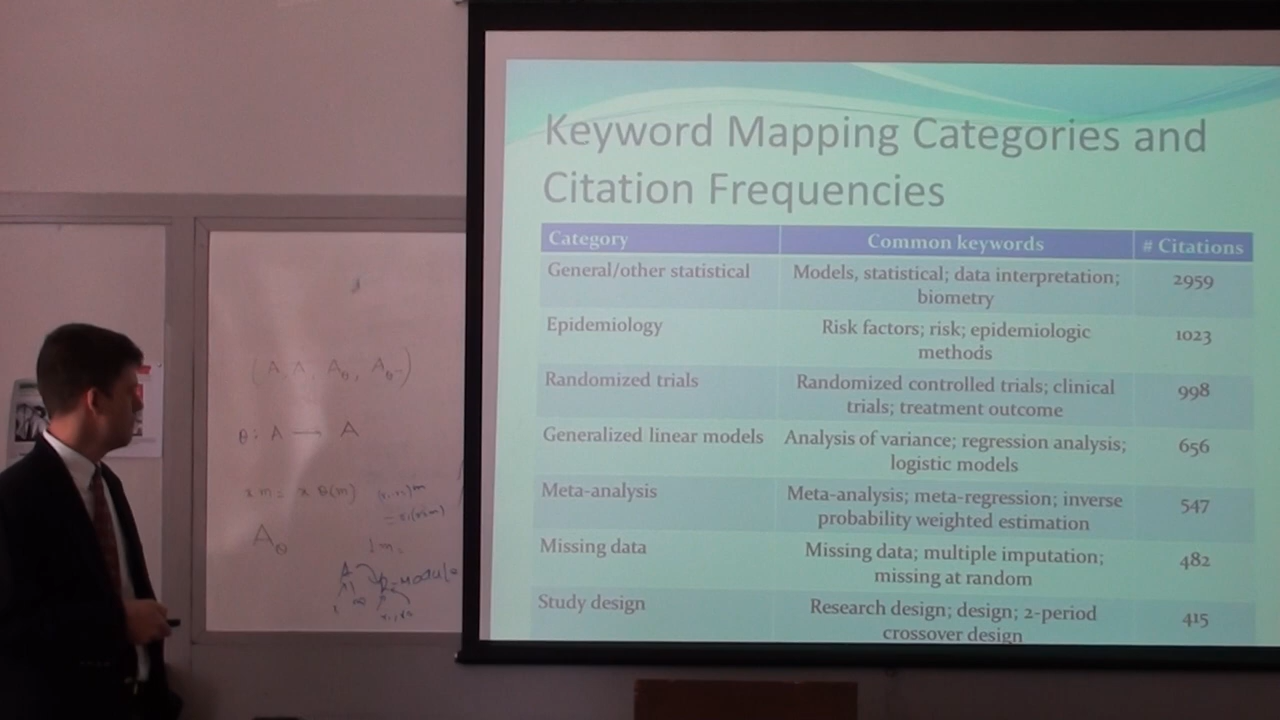 Keyword Mapping Categories and
Citation Frequencies
Category Common keywords # Citations
General/other statistical Models, statistical; data interpretation; 2959
biometry
Epidemiology Risk factors; risk; epidemiologic 1023
methods
Randomized trials Randomized controlled trials; clinical 998
trials; treatment outcome
Generalized linear models Analysis of variance; regression analysis; 656
logistic models
Meta-analysis Meta-analysis; meta-regression; inverse 547
probability weighted estimation
Missing data Missing data; multiple imputation; 482
missing at random
Study design Research design; design; 2-period 415
crossover design
θ: A → A
x m = x θ(m)
A_θ
R-module